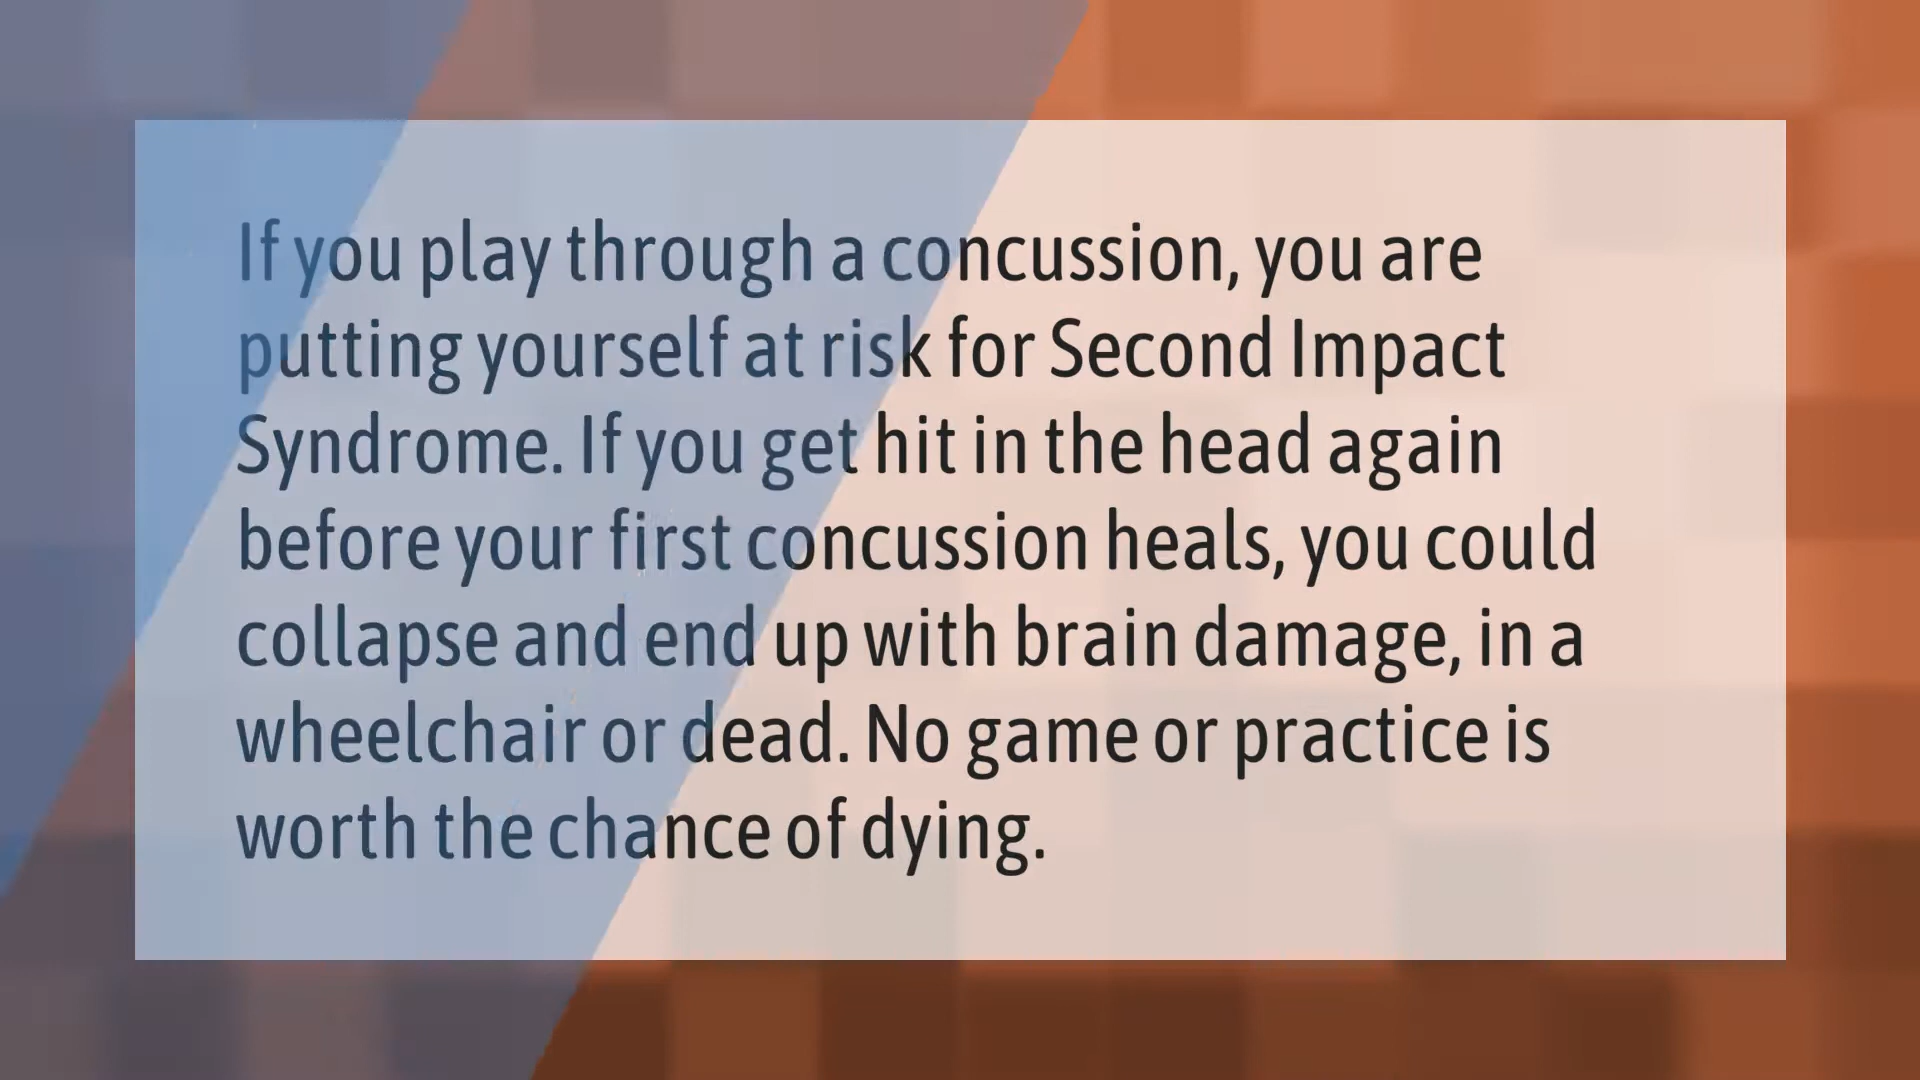 If you play through a concussion, you are
putting yourself at risk for Second Impact
Syndrome. If you get hit in the head again
before your first concussion heals, you could
collapse and end up with brain damage, in a
wheelchair or dead. No game or practice is
worth the chance of dying.